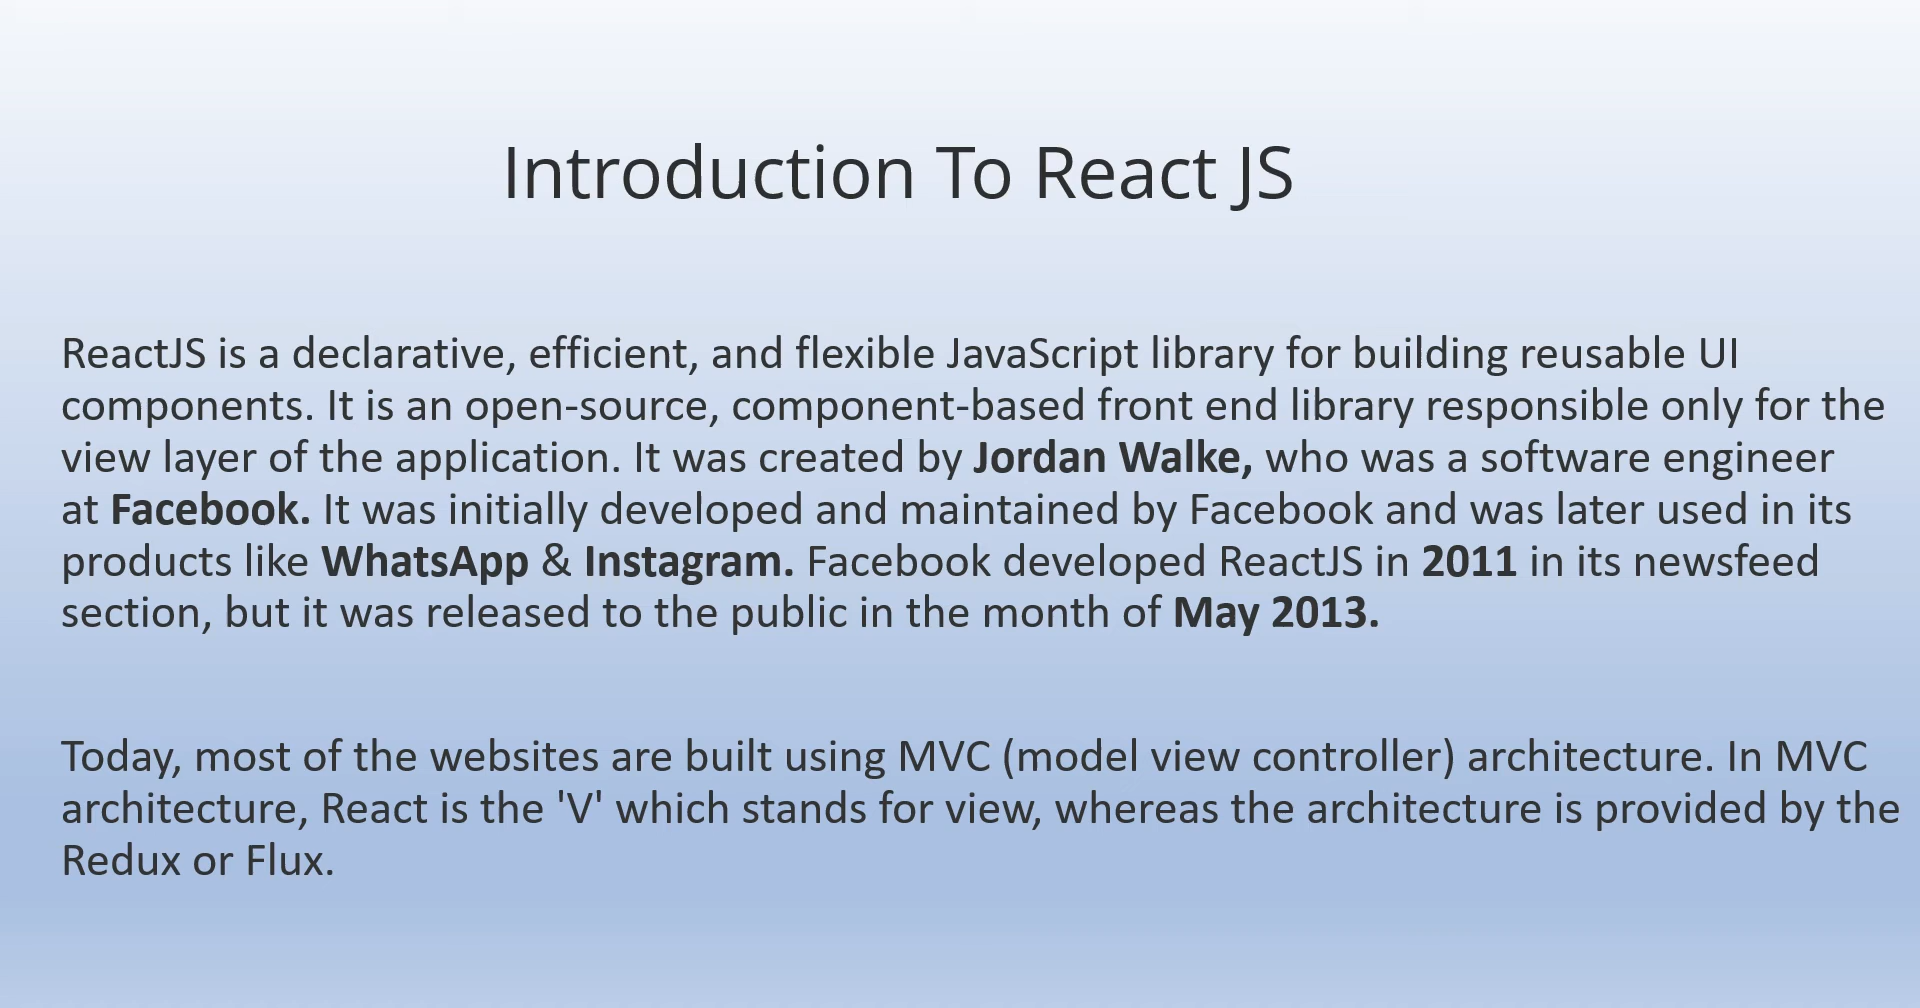 Introduction To React JS
ReactJS is a declarative, efficient, and flexible JavaScript library for building reusable UI
components. It is an open-source, component-based front end library responsible only for the
view layer of the application. It was created by Jordan Walke, who was a software engineer
at Facebook. It was initially developed and maintained by Facebook and was later used in its
products like WhatsApp & Instagram. Facebook developed ReactJS in 2011 in its newsfeed
section, but it was released to the public in the month of May 2013.
Today, most of the websites are built using MVC (model view controller) architecture. In MVC
architecture, React is the 'V' which stands for view, whereas the architecture is provided by the
Redux or Flux.